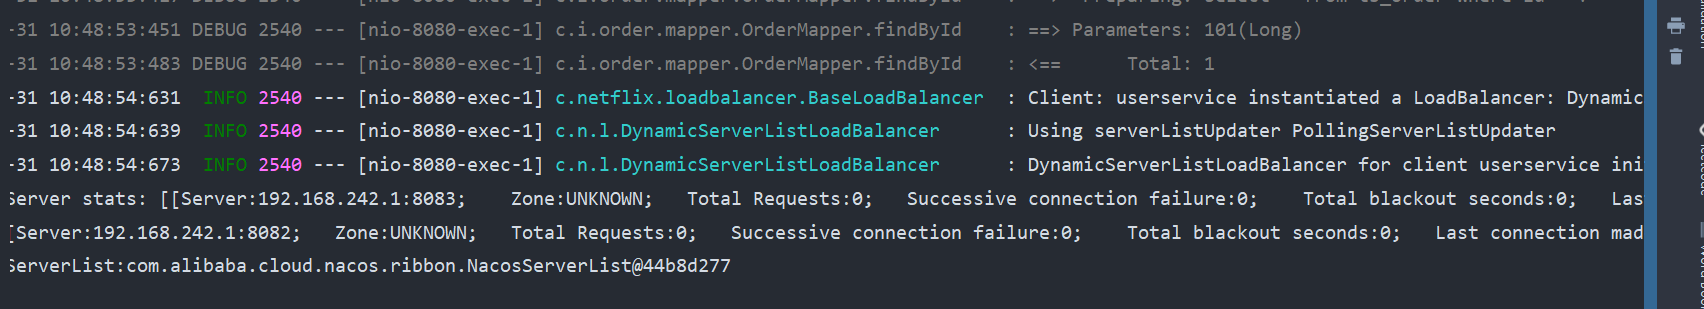 -31 10:48:53:451 DEBUG 2540 --- [nio-8080-exec-1] c.i.order.mapper.OrderMapper.findById    : ==> Parameters: 101(Long)
-31 10:48:53:483 DEBUG 2540 --- [nio-8080-exec-1] c.i.order.mapper.OrderMapper.findById    : <==      Total: 1
-31 10:48:54:631  INFO 2540 --- [nio-8080-exec-1] c.netflix.loadbalancer.BaseLoadBalancer  : Client: userservice instantiated a LoadBalancer: Dynamic
-31 10:48:54:639  INFO 2540 --- [nio-8080-exec-1] c.n.l.DynamicServerListLoadBalancer      : Using serverListUpdater PollingServerListUpdater
-31 10:48:54:673  INFO 2540 --- [nio-8080-exec-1] c.n.l.DynamicServerListLoadBalancer      : DynamicServerListLoadBalancer for client userservice ini
Server stats: [[Server:192.168.242.1:8083;    Zone:UNKNOWN;   Total Requests:0;   Successive connection failure:0;    Total blackout seconds:0;   Las
[Server:192.168.242.1:8082;   Zone:UNKNOWN;   Total Requests:0;   Successive connection failure:0;    Total blackout seconds:0;   Last connection mad
ServerList:com.alibaba.cloud.nacos.ribbon.NacosServerList@44b8d277